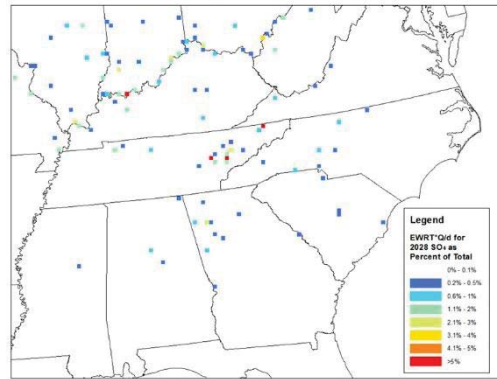 Legend
EWRT*Q/d for
2028 SO₄ as
Percent of Total
0% - 0.1%
0.2% - 0.5%
0.6% - 1%
1.1% - 2%
2.1% - 3%
3.1% - 4%
4.1% - 5%
>5%